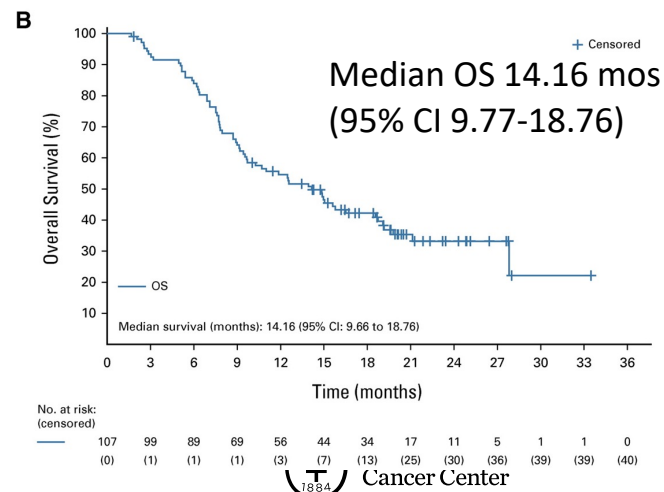 B
Censored
Median OS 14.16 mos
(95% CI 9.77-18.76)
Overall Survival (%)
100
90
80
70
60
50
40
30
20
10
OS
Median survival (months): 14.16 (95% CI: 9.66 to 18.76)
0 3 6 9 12 15 18 21 24 27 30 33 36
Time (months)
No. at risk:
(censored)
107 99 89 69 56 44 34 17 11 5 1 1 0
(0) (1) (1) (1) (3) (7) (13) (25) (30) (36) (39) (39) (40)
1884
Cancer Center